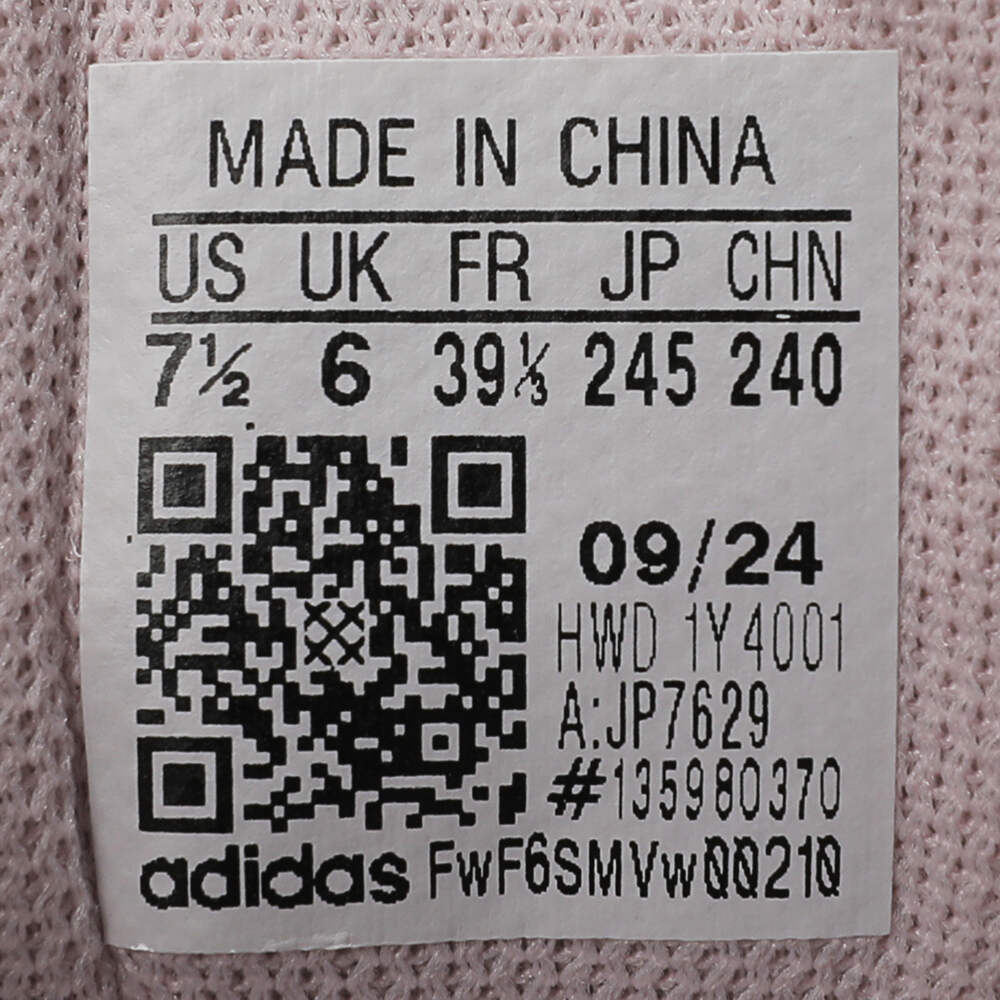 MADE IN CHINA
US UK FR JP CHN
7½ 6 39⅓ 245 240
09/24
HWD 1Y4001
A:JP7629
#135980370
adidas FwF6SMVw00210